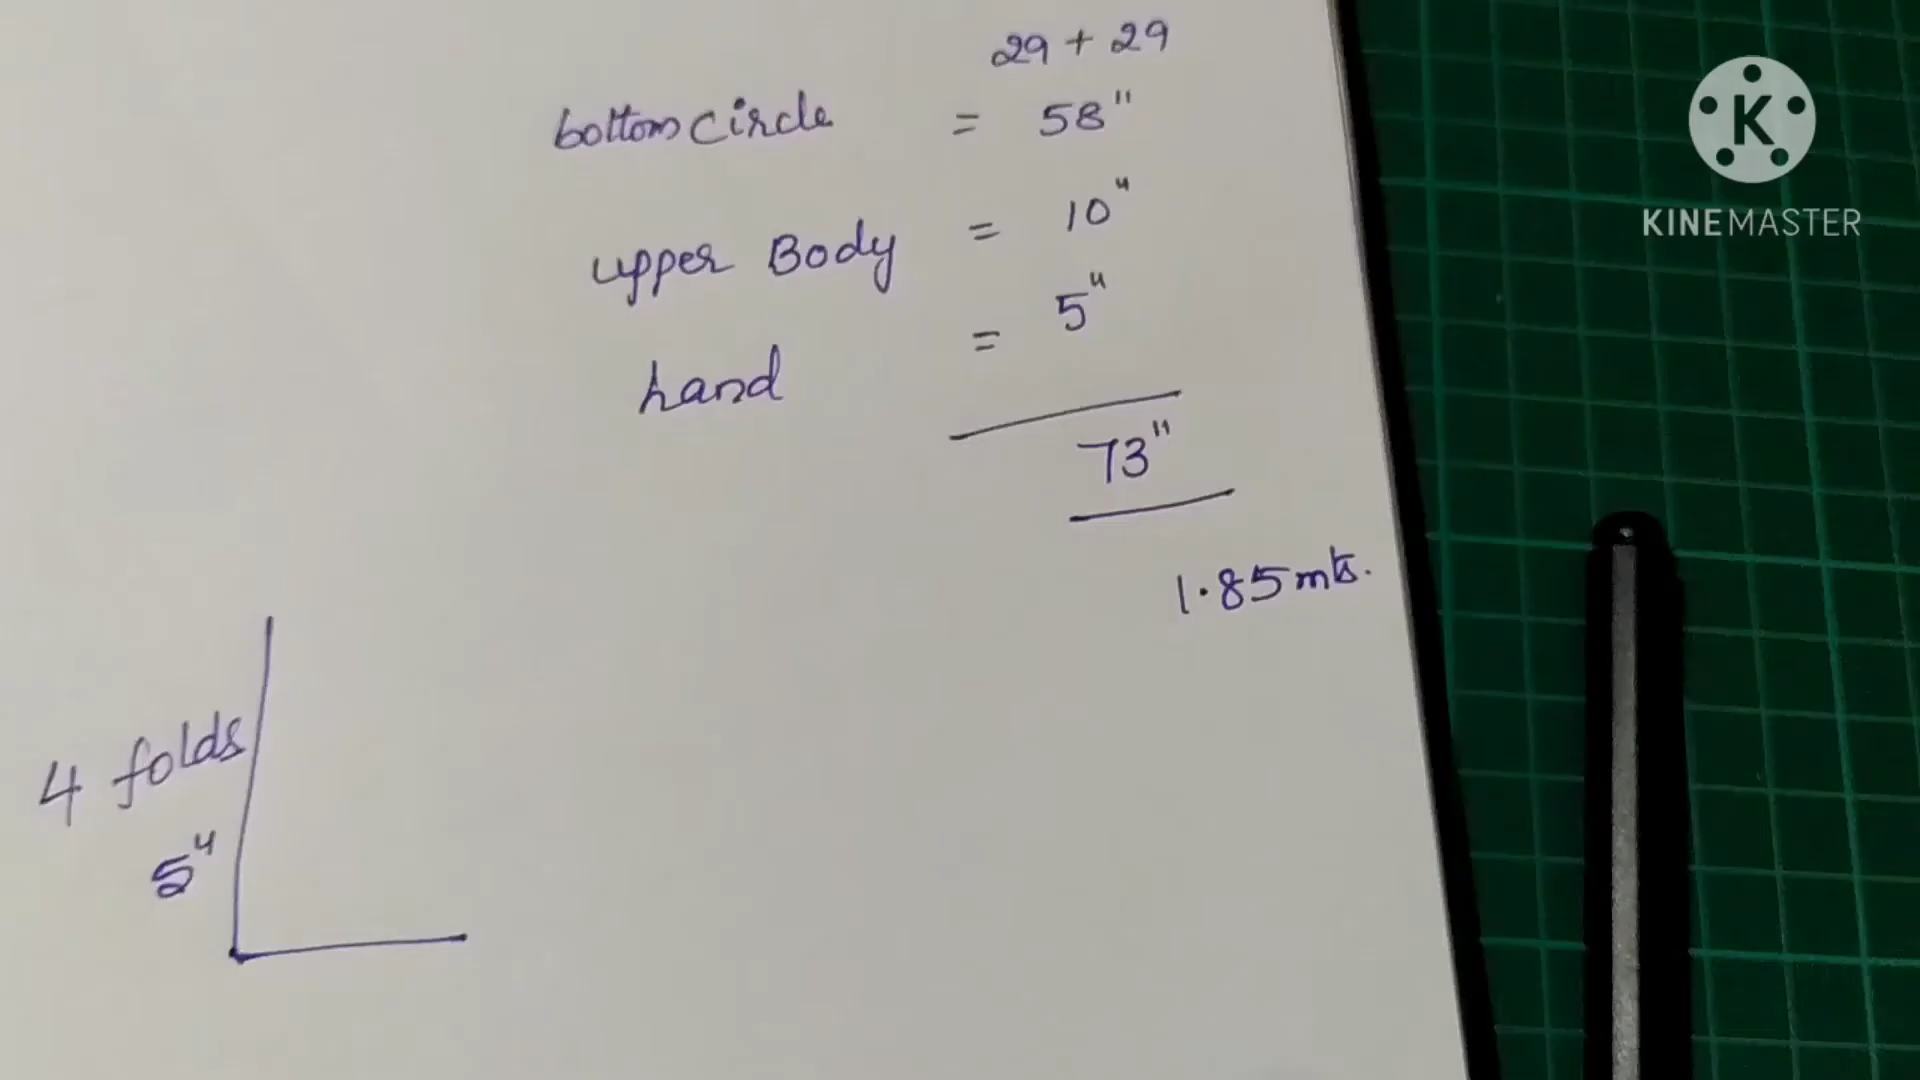 29 + 29
bottom circle = 58"
upper Body = 10"
hand = 5"
73"
1.85 mts.
4 folds
5"
K
KINEMASTER